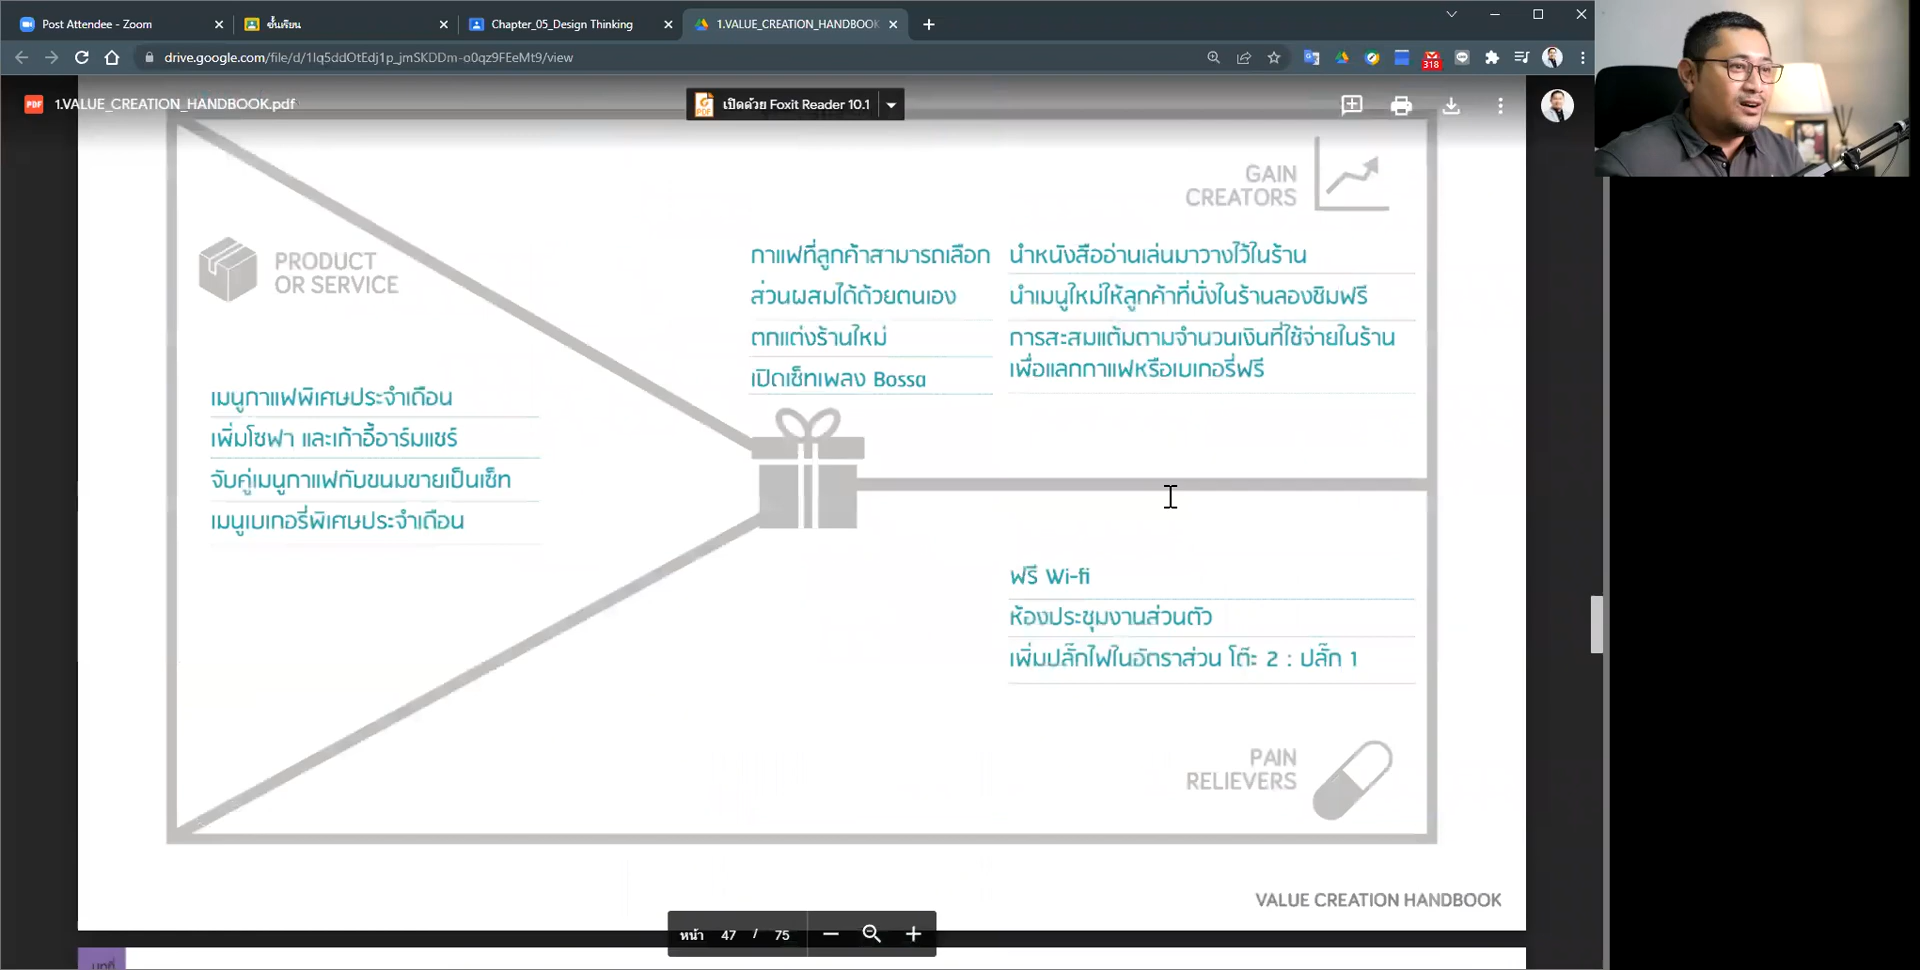 Post Attendee - Zoom
ชั้นเรียน
Chapter_05_Design Thinking
1.VALUE_CREATION_HANDBOOK
drive.google.com/file/d/1Iq5ddOtEdj1p_jmSKDDm-o0qz9FEeMt9/view
318
PDF
1.VALUE_CREATION_HANDBOOK.pdf
เปิดด้วย Foxit Reader 10.1
GAIN
CREATORS
PRODUCT
OR SERVICE
กาแฟที่ลูกค้าสามารถเลือก
ส่วนผสมได้ด้วยตนเอง
ตกแต่งร้านใหม่
เปิดเซ็ทเพลง Bossa
นำหนังสืออ่านเล่นมาวางไว้ในร้าน
นำเมนูใหม่ให้ลูกค้าที่นั่งในร้านลองชิมฟรี
การสะสมแต้มตามจำนวนเงินที่ใช้จ่ายในร้าน
เพื่อแลกกาแฟหรือเบเกอรี่ฟรี
เมนูกาแฟพิเศษประจำเดือน
เพิ่มโซฟา และเก้าอี้อาร์มแชร์
จับคู่เมนูกาแฟกับขนมขายเป็นเซ็ท
เมนูเบเกอรี่พิเศษประจำเดือน
ฟรี Wi-fi
ห้องประชุมงานส่วนตัว
เพิ่มปลั๊กไฟในอัตราส่วน โต๊ะ 2 : ปลั๊ก 1
PAIN
RELIEVERS
VALUE CREATION HANDBOOK
หน้า 47 / 75